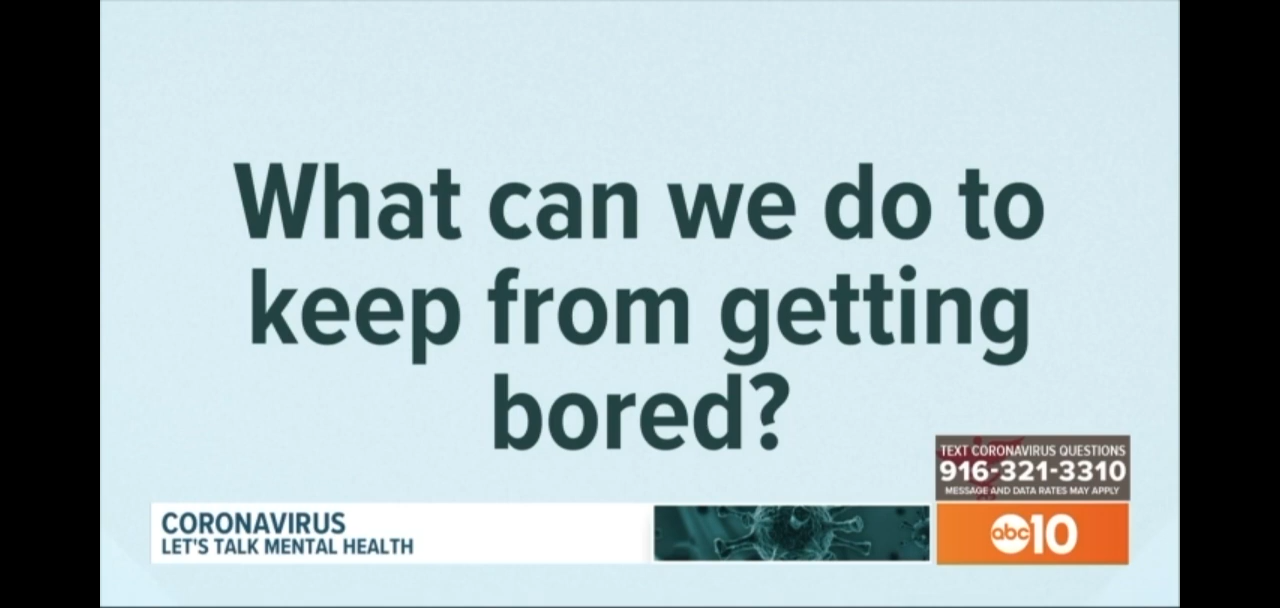 What can we do to
keep from getting
bored?
TEXT CORONAVIRUS QUESTIONS
916-321-3310
MESSAGE AND DATA RATES MAY APPLY
CORONAVIRUS
LET'S TALK MENTAL HEALTH
abc10